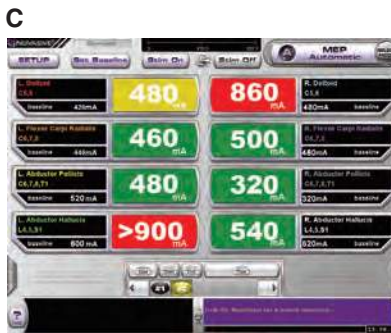 C
NUVASIVE
SETUP
Set Baseline
Stim On
Stim Off
MEP
Automatic
L. Deltoid
C5,6
baseline 420mA
480
mA
860
mA
R. Deltoid
C5,6
480mA baseline
L. Flexor Carpi Radialis
C6,7,8
baseline 440mA
460
mA
500
mA
R. Flexor Carpi Radialis
C6,7,8
480mA baseline
L. Abductor Pollicis
C6,7,8,T1
baseline 520 mA
480
mA
320
mA
R. Abductor Pollicis
C6,7,8,T1
320mA baseline
L. Abductor Hallucis
L4,5,S1
baseline 600 mA
>900
mA
540
mA
R. Abductor Hallucis
L4,5,S1
520mA baseline
21
?